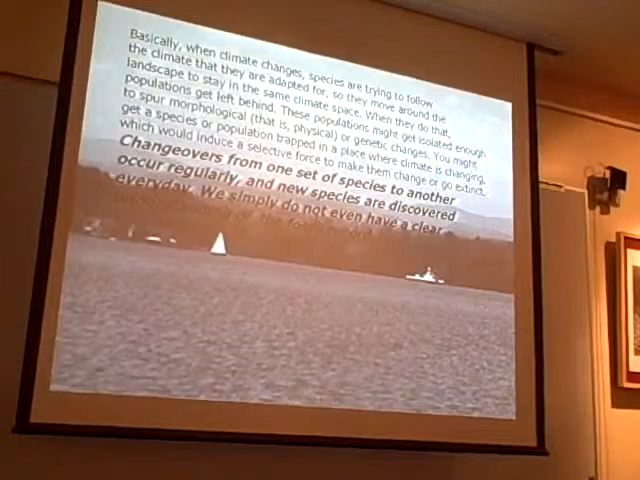 Basically, when climate changes, species are trying to follow
the climate that they are adapted for, so they move around the
landscape to stay in the same climate space. When they do that,
populations get left behind. These populations might get isolated enough
to spur morphological (that is, physical) or genetic changes. You might
get a species or population trapped in a place where climate is changing,
which would induce a selective force to make them change or go extinct.
Changeovers from one set of species to another
occur regularly, and new species are discovered
everyday. We simply do not even have a clear